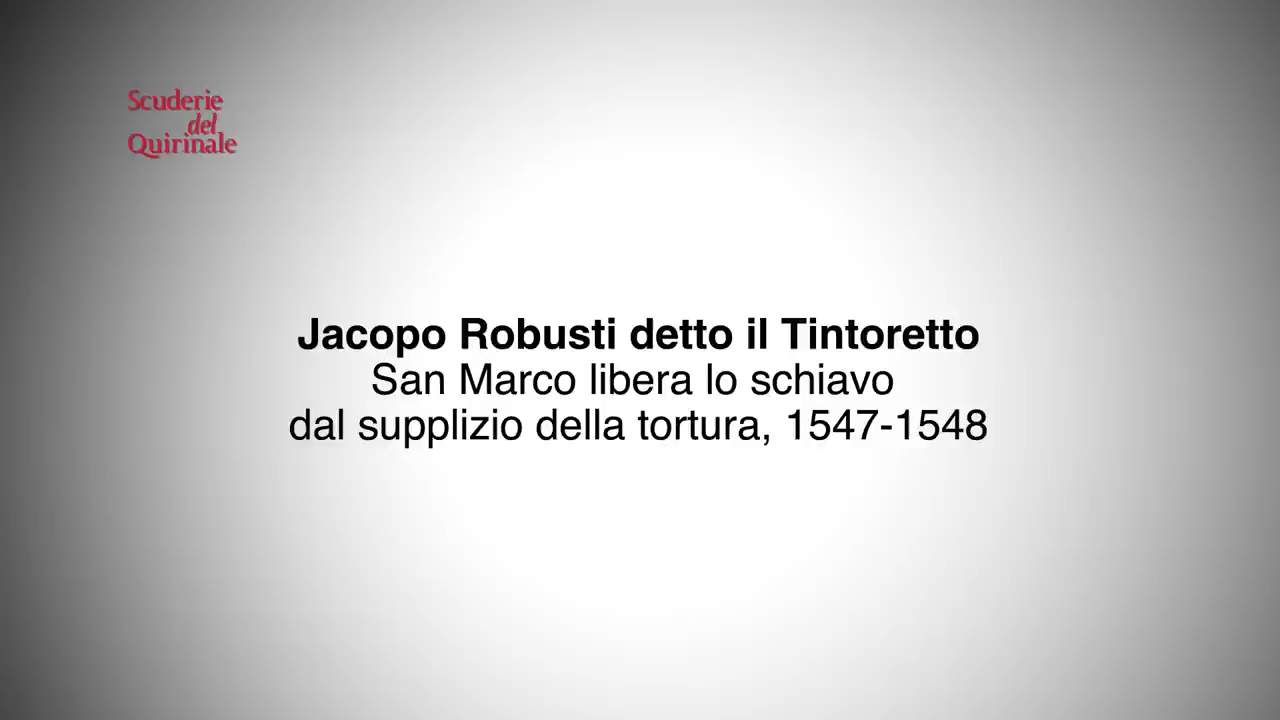 Scuderie
del
Quirinale
Jacopo Robusti detto il Tintoretto
San Marco libera lo schiavo
dal supplizio della tortura, 1547-1548